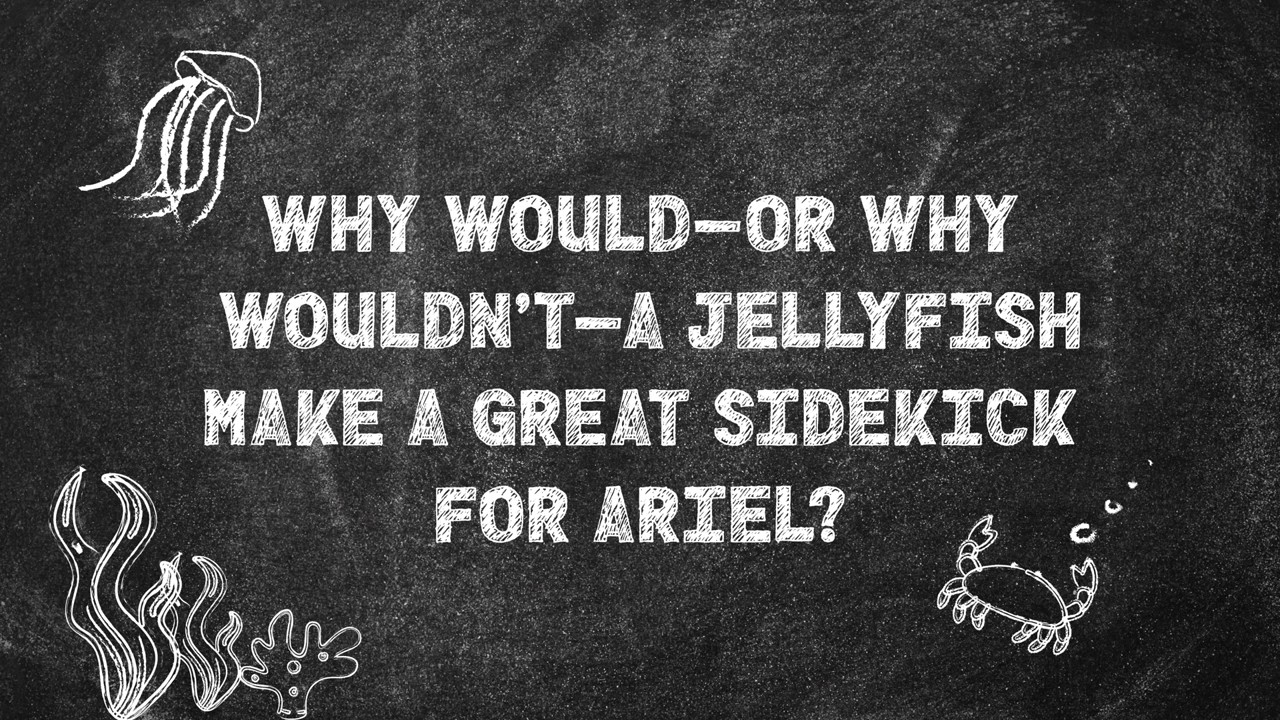 WHY WOULD—OR WHY
WOULDN’T—A JELLYFISH
MAKE A GREAT SIDEKICK
FOR ARIEL?